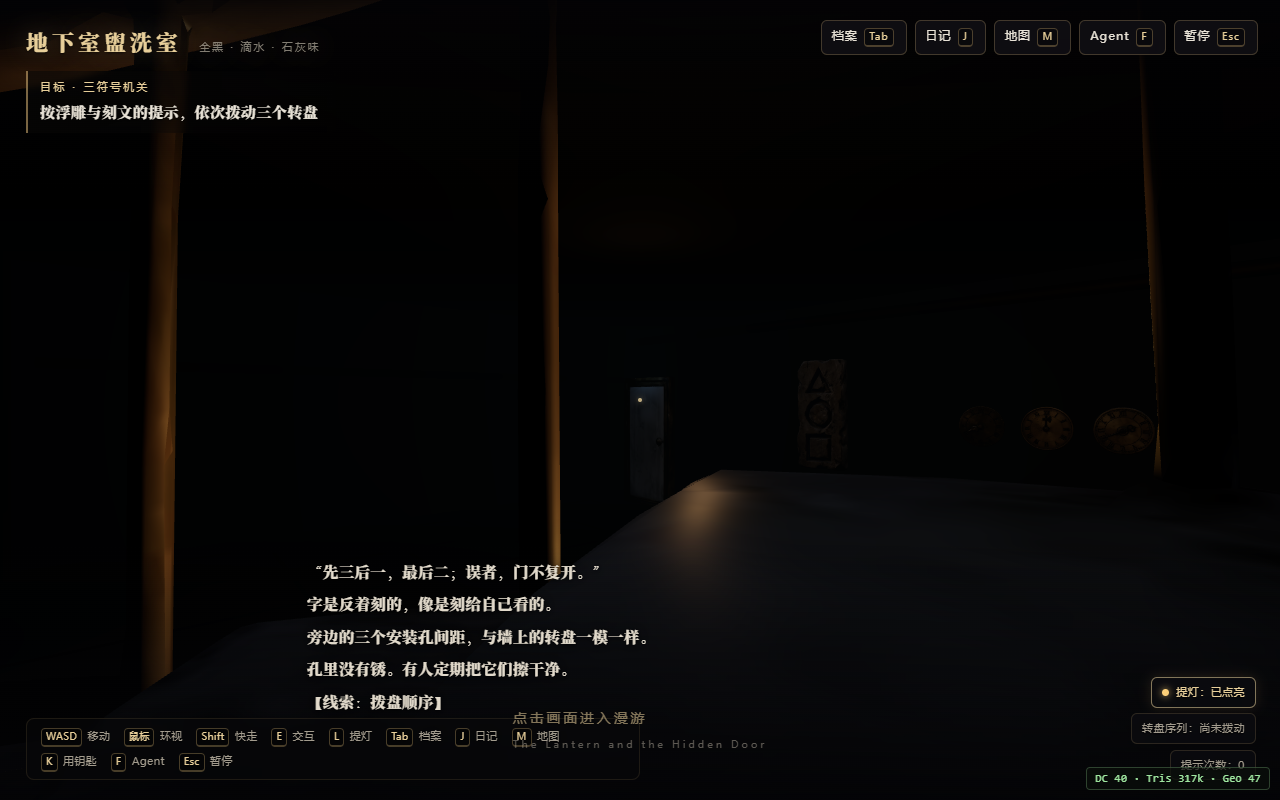 地下室盥洗室 全黑 · 滴水 · 石灰味
档案 Tab 日记 J 地图 M Agent F 暂停 Esc
目标 · 三符号机关
按浮雕与刻文的提示，依次拨动三个转盘
“先三后一，最后二；误者，门不复开。”
字是反着刻的，像是刻给自己看的。
旁边的三个安装孔间距，与墙上的转盘一模一样。
孔里没有锈。有人定期把它们擦干净。
【线索：拨盘顺序】
点击画面进入漫游
The Lantern and the Hidden Door
WASD 移动 鼠标 环视 Shift 快走 E 交互 L 提灯 Tab 档案 J 日记 M 地图
K 用钥匙 F Agent Esc 暂停
提灯：已点亮
转盘序列：尚未拨动
提示次数：0
DC 40 · Tris 317k · Geo 47